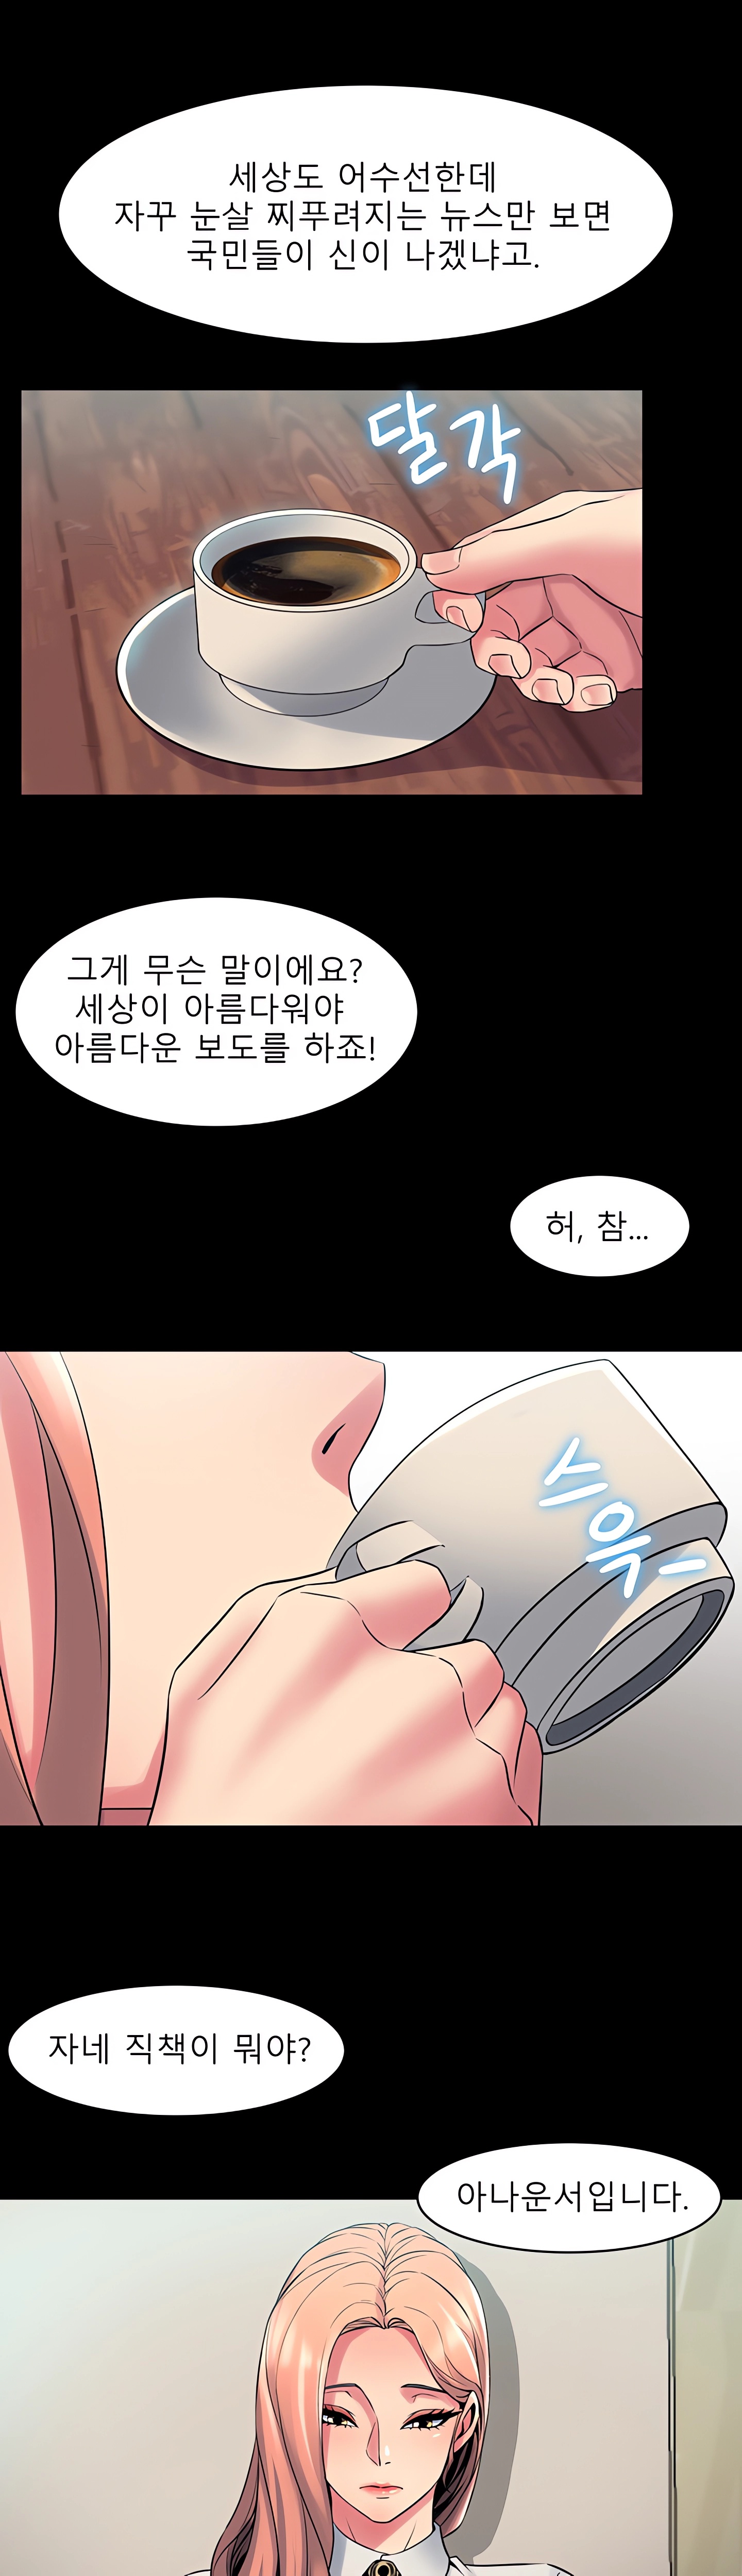 세상도 어수선한데
자꾸 눈살 찌푸려지는 뉴스만 보면
국민들이 신이 나겠냐고.
달각
그게 무슨 말이에요?
세상이 아름다워야
아름다운 보도를 하죠!
허, 참...
스윽-
자네 직책이 뭐야?
아나운서입니다.